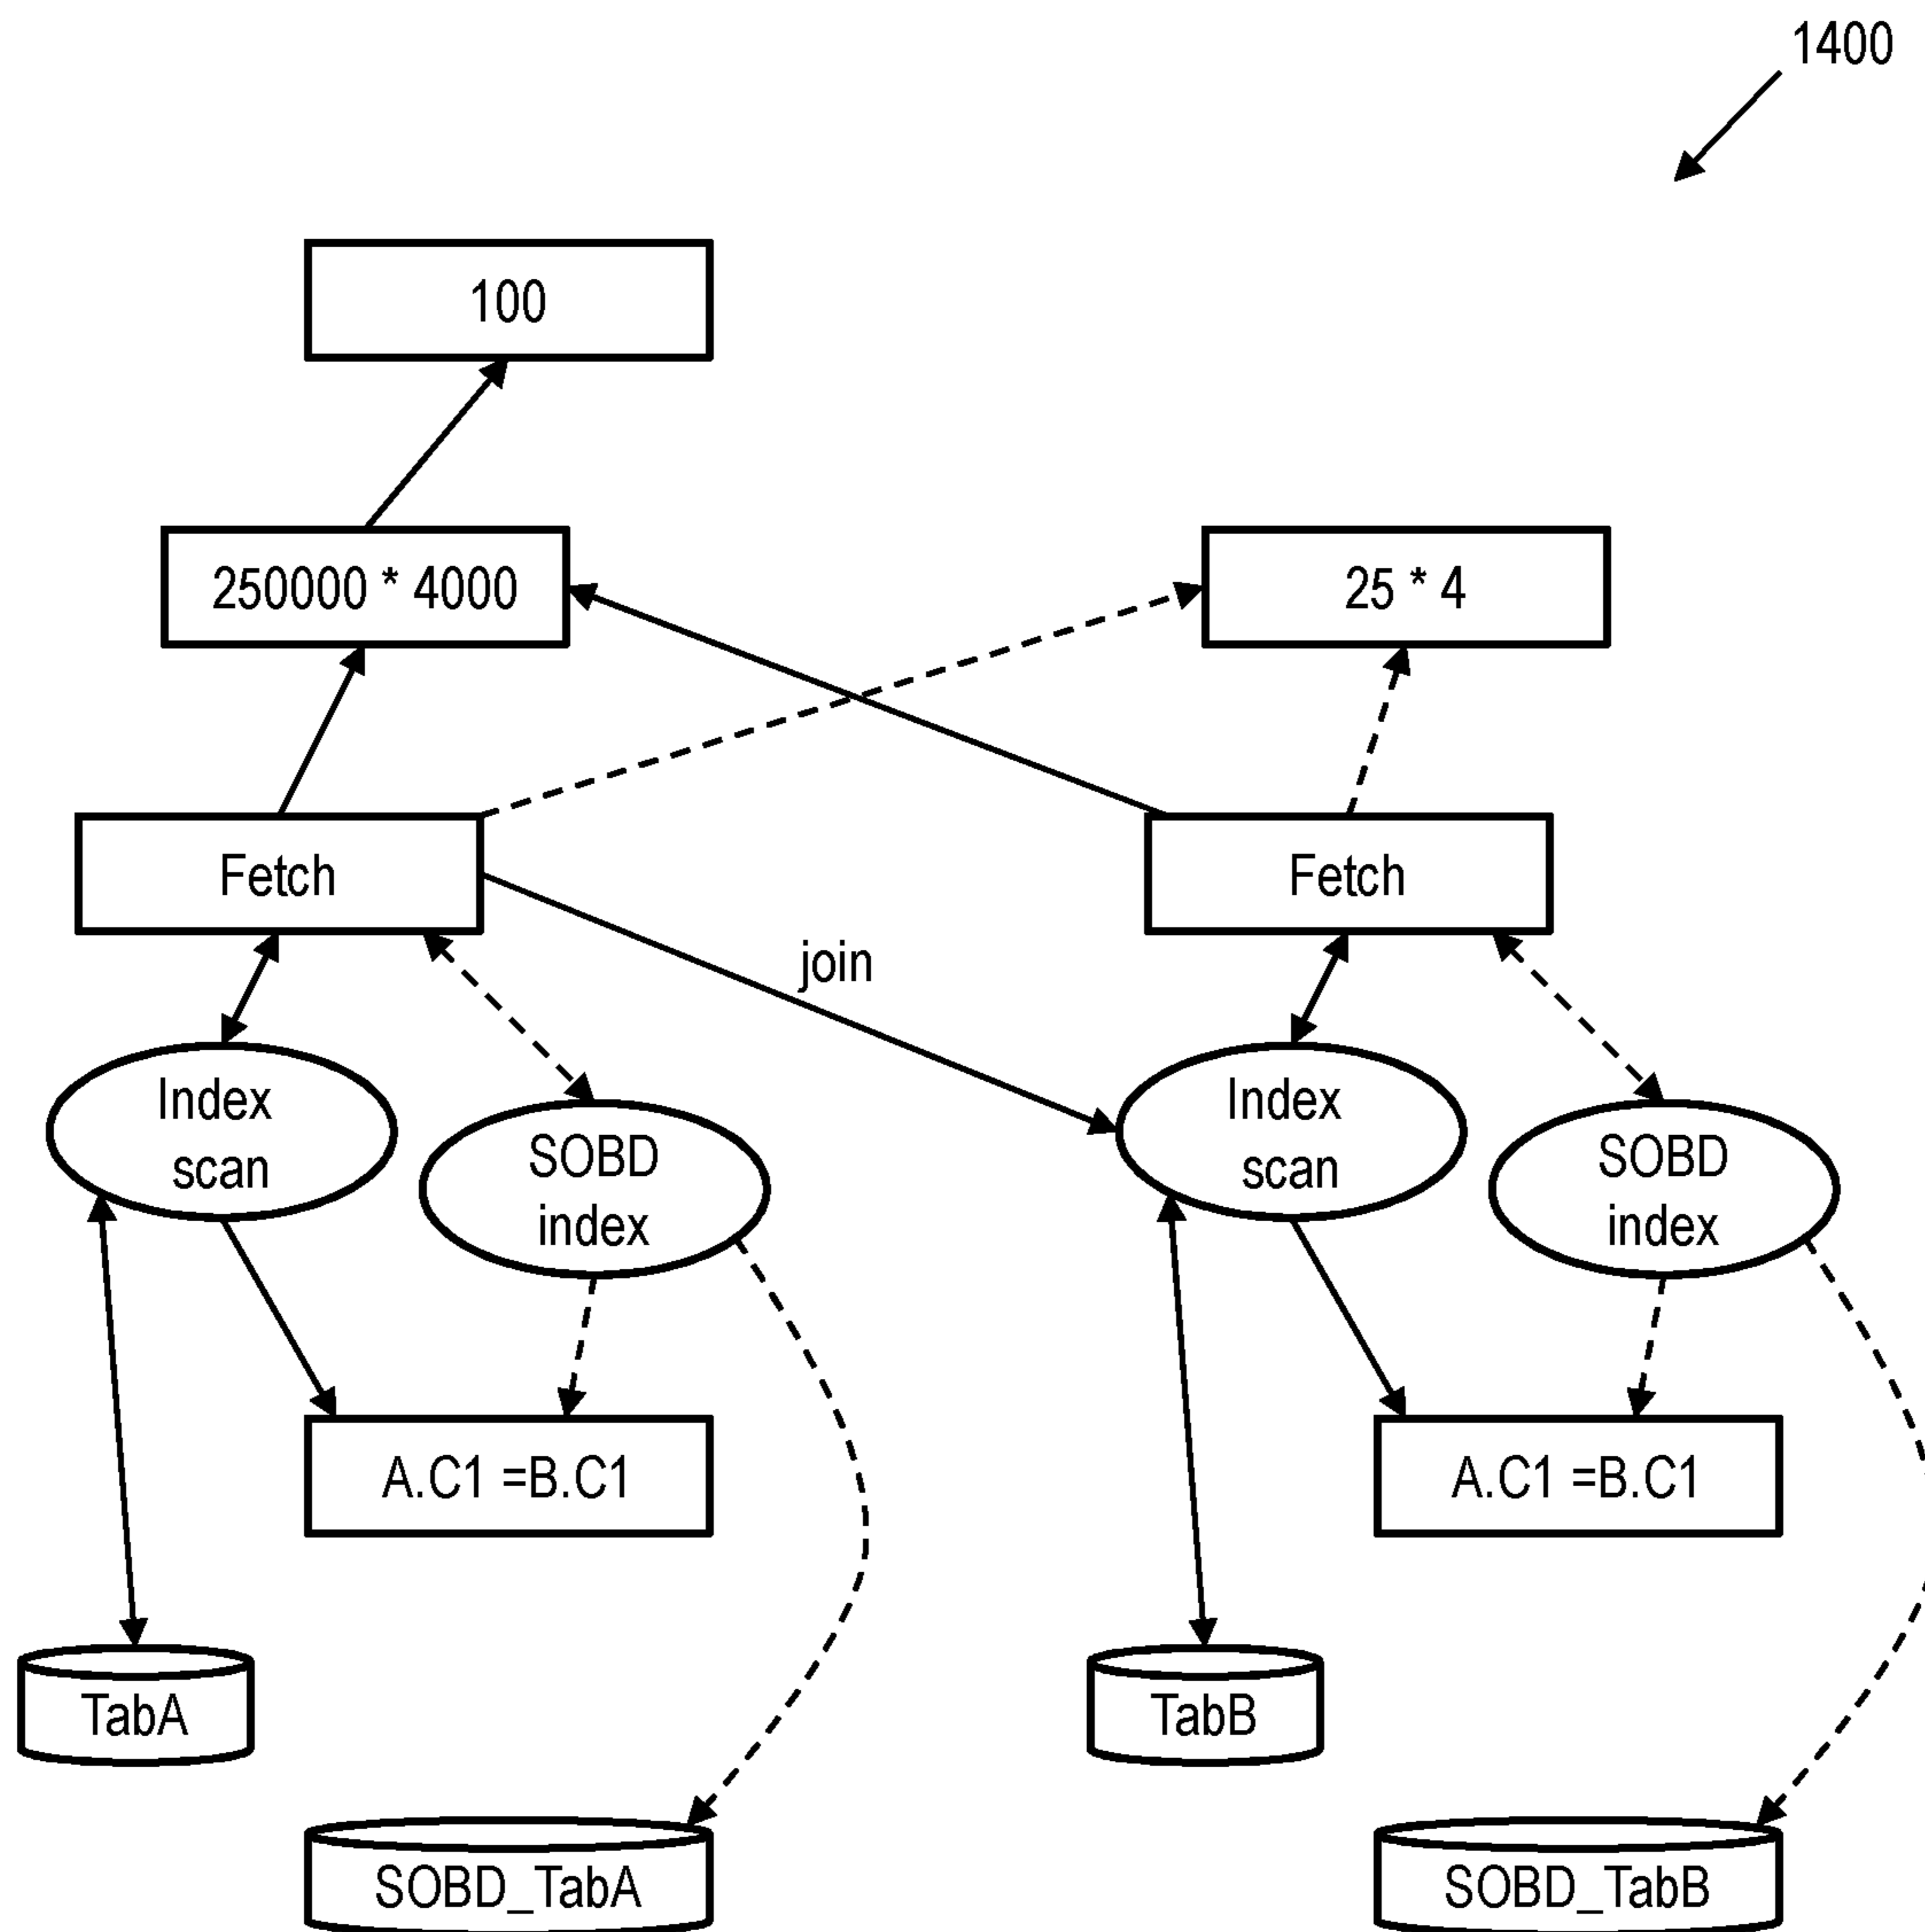 1400
100
250000 * 4000
25 * 4
Fetch
Fetch
join
Index
scan
SOBD
index
Index
scan
SOBD
index
A.C1 =B.C1
A.C1 =B.C1
TabA
TabB
SOBD_TabA
SOBD_TabB